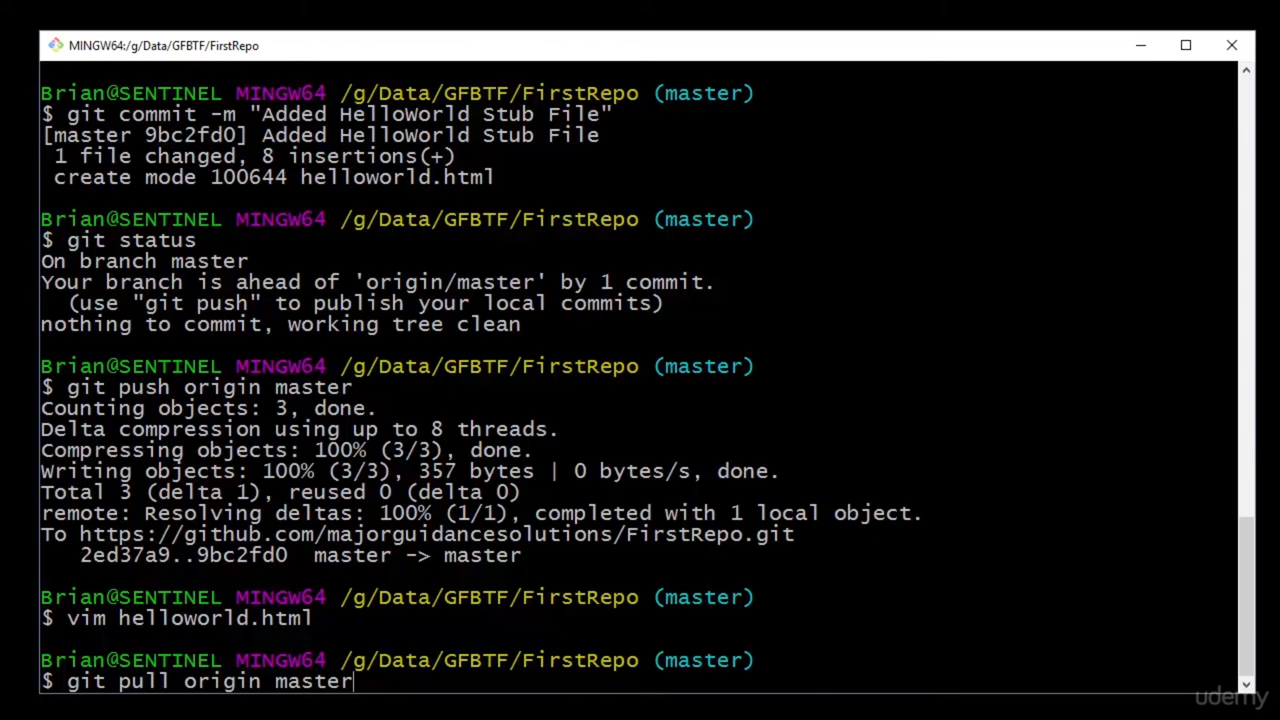 MINGW64:/g/Data/GFBTF/FirstRepo
Brian@SENTINEL MINGW64 /g/Data/GFBTF/FirstRepo (master)
$ git commit -m "Added HelloWorld Stub File"
[master 9bc2fd0] Added HelloWorld Stub File
 1 file changed, 8 insertions(+)
 create mode 100644 helloworld.html
Brian@SENTINEL MINGW64 /g/Data/GFBTF/FirstRepo (master)
$ git status
On branch master
Your branch is ahead of 'origin/master' by 1 commit.
  (use "git push" to publish your local commits)
nothing to commit, working tree clean
Brian@SENTINEL MINGW64 /g/Data/GFBTF/FirstRepo (master)
$ git push origin master
Counting objects: 3, done.
Delta compression using up to 8 threads.
Compressing objects: 100% (3/3), done.
Writing objects: 100% (3/3), 357 bytes | 0 bytes/s, done.
Total 3 (delta 1), reused 0 (delta 0)
remote: Resolving deltas: 100% (1/1), completed with 1 local object.
To https://github.com/majorguidancesolutions/FirstRepo.git
   2ed37a9..9bc2fd0  master -> master
Brian@SENTINEL MINGW64 /g/Data/GFBTF/FirstRepo (master)
$ vim helloworld.html
Brian@SENTINEL MINGW64 /g/Data/GFBTF/FirstRepo (master)
$ git pull origin master
udemy